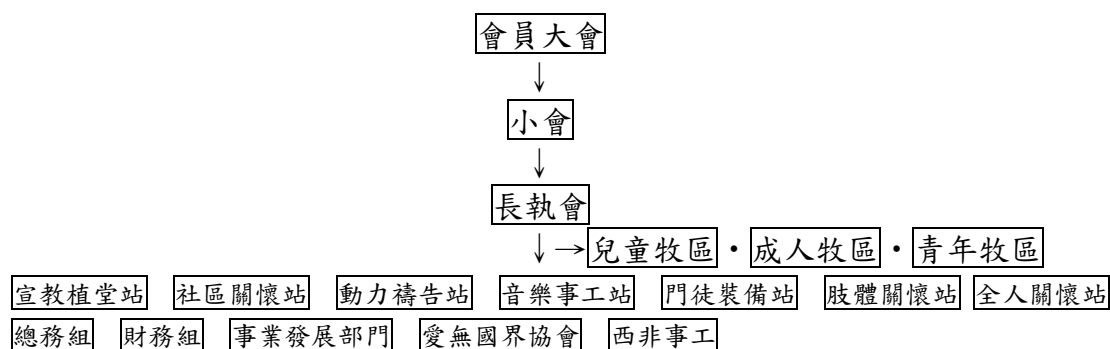 會員大會
↓
小會
↓
長執會
↓→兒童牧區・成人牧區・青年牧區
宣教植堂站 社區關懷站 動力禱告站 音樂事工站 門徒裝備站 肢體關懷站 全人關懷站
總務組 財務組 事業發展部門 愛無國界協會 西非事工